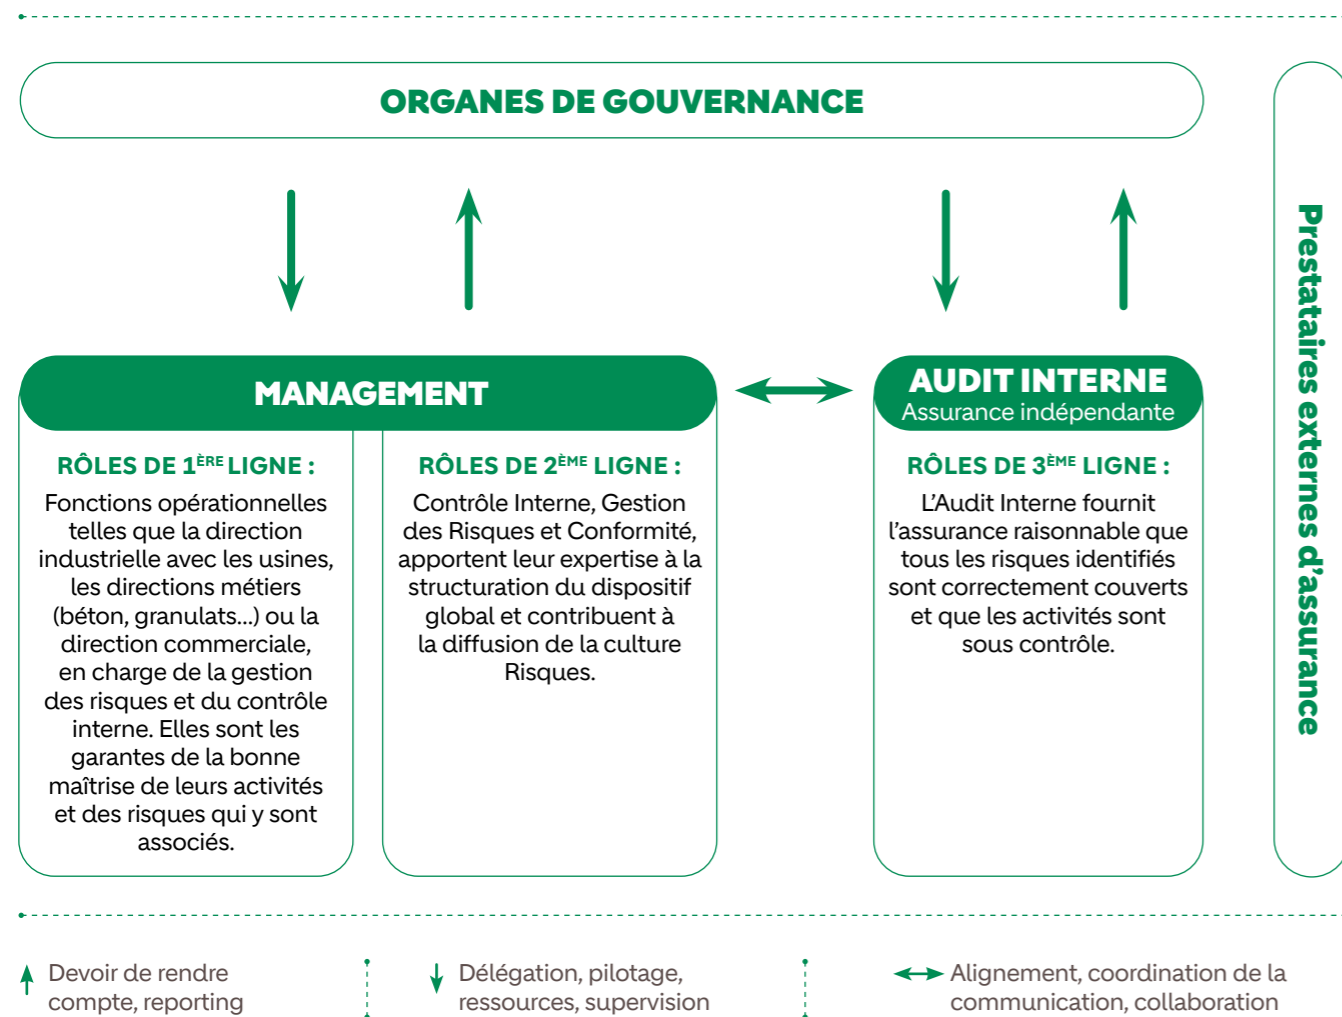 ORGANES DE GOUVERNANCE
MANAGEMENT
RÔLES DE 1ÈRE LIGNE :
Fonctions opérationnelles
telles que la direction
industrielle avec les usines,
les directions métiers
(béton, granulats...) ou la
direction commerciale,
en charge de la gestion
des risques et du contrôle
interne. Elles sont les
garantes de la bonne
maîtrise de leurs activités
et des risques qui y sont
associés.
RÔLES DE 2ÈME LIGNE :
Contrôle Interne, Gestion
des Risques et Conformité,
apportent leur expertise à la
structuration du dispositif
global et contribuent à
la diffusion de la culture
Risques.
AUDIT INTERNE
Assurance indépendante
RÔLES DE 3ÈME LIGNE :
L’Audit Interne fournit
l’assurance raisonnable que
tous les risques identifiés
sont correctement couverts
et que les activités sont
sous contrôle.
Prestataires externes d’assurance
Devoir de rendre
compte, reporting
Délégation, pilotage,
ressources, supervision
Alignement, coordination de la
communication, collaboration